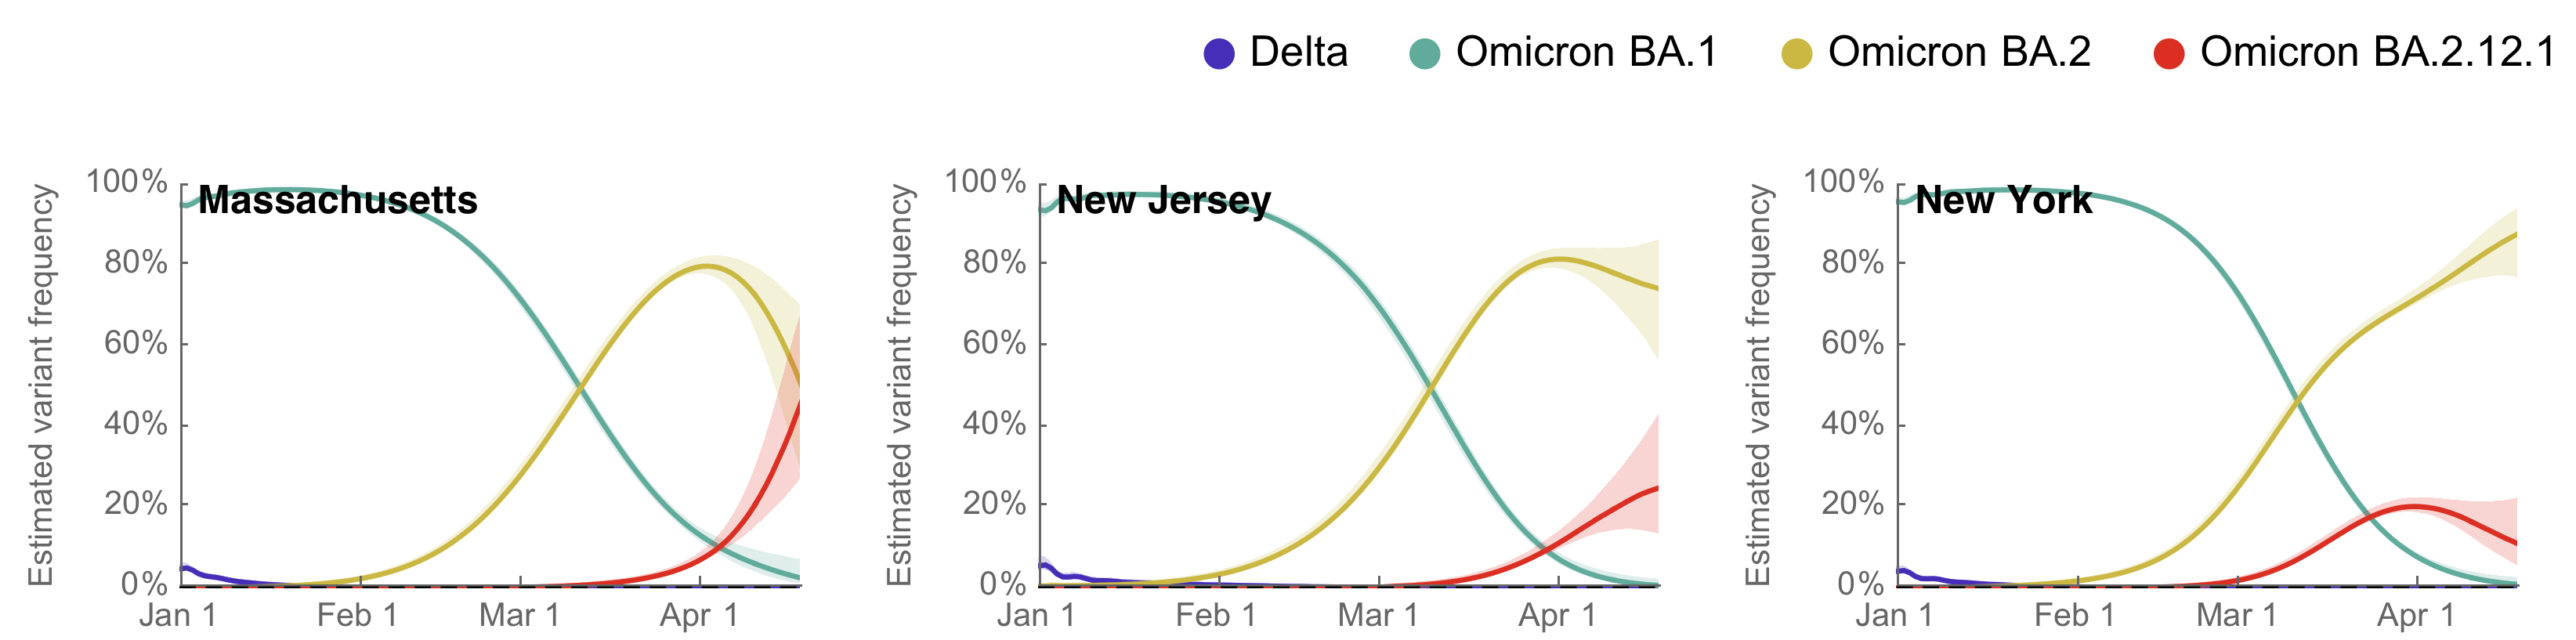 Delta Omicron BA.1 Omicron BA.2 Omicron BA.2.12.1
Massachusetts
Estimated variant frequency
100%
80%
60%
40%
20%
0%
Jan 1 Feb 1 Mar 1 Apr 1
New Jersey
Estimated variant frequency
100%
80%
60%
40%
20%
0%
Jan 1 Feb 1 Mar 1 Apr 1
New York
Estimated variant frequency
100%
80%
60%
40%
20%
0%
Jan 1 Feb 1 Mar 1 Apr 1